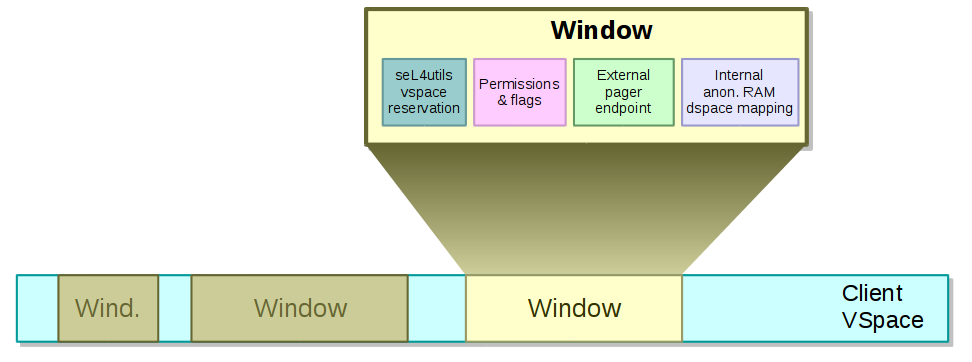 Window
seL4utils
vspace
reservation
Permissions
& flags
External
pager
endpoint
Internal
anon. RAM
dspace mapping
Wind.
Window
Window
Client
VSpace